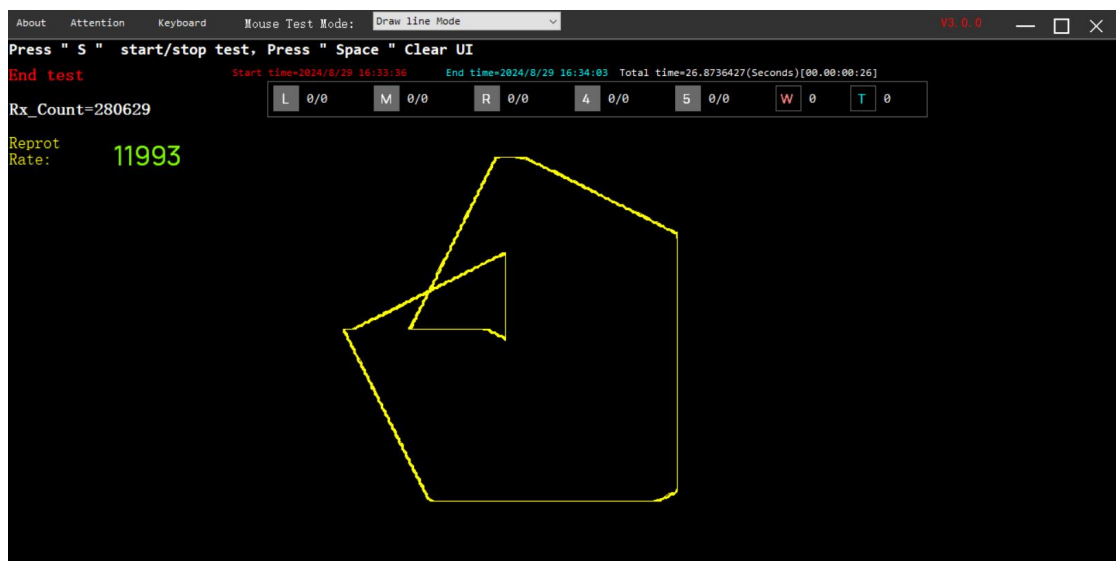 About Attention Keyboard Mouse Test Mode: Draw line Mode V3.0.0
Press " S " start/stop test, Press " Space " Clear UI
End test Start time=2024/8/29 16:33:36 End time=2024/8/29 16:34:03 Total time=26.8736427(Seconds)[00.00:00:26]
L 0/0 M 0/0 R 0/0 4 0/0 5 0/0 W 0 T 0
Rx_Count=280629
Reprot
Rate: 11993